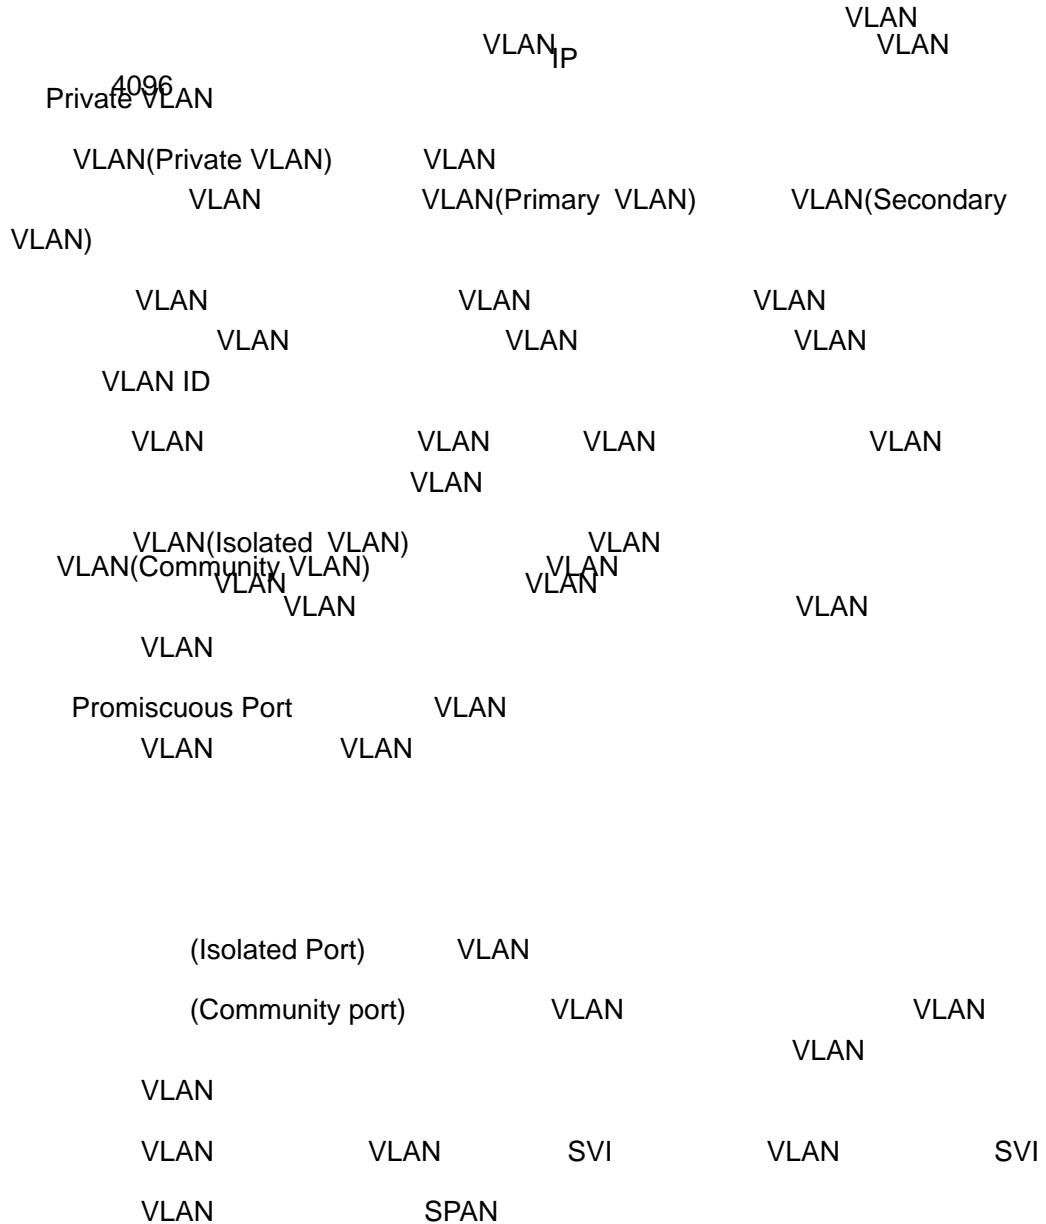 VLAN
VLAN VLAN
IP
4096
Private VLAN
VLAN(Private VLAN) VLAN
VLAN VLAN(Primary VLAN) VLAN(Secondary
VLAN)
VLAN VLAN VLAN
VLAN VLAN VLAN
VLAN ID
VLAN VLAN VLAN VLAN
VLAN
VLAN(Isolated VLAN) VLAN
VLAN(Community VLAN) VLAN
VLAN VLAN
VLAN VLAN
VLAN
Promiscuous Port VLAN
VLAN VLAN
(Isolated Port) VLAN
(Community port) VLAN VLAN
VLAN
VLAN
VLAN VLAN SVI VLAN SVI
VLAN SPAN